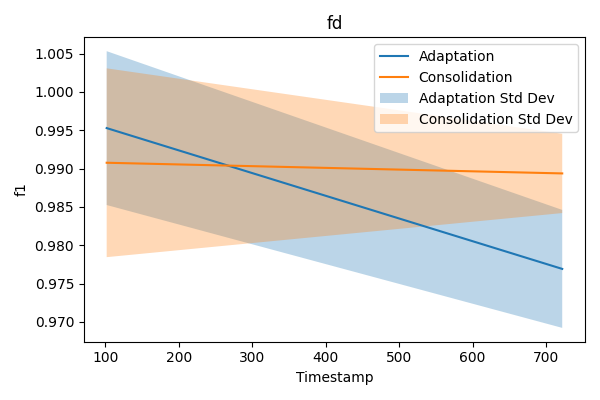 fd
1.005
1.000
0.995
0.990
0.985
0.980
0.975
0.970
f1
Adaptation
Consolidation
Adaptation Std Dev
Consolidation Std Dev
100 200 300 400 500 600 700
Timestamp